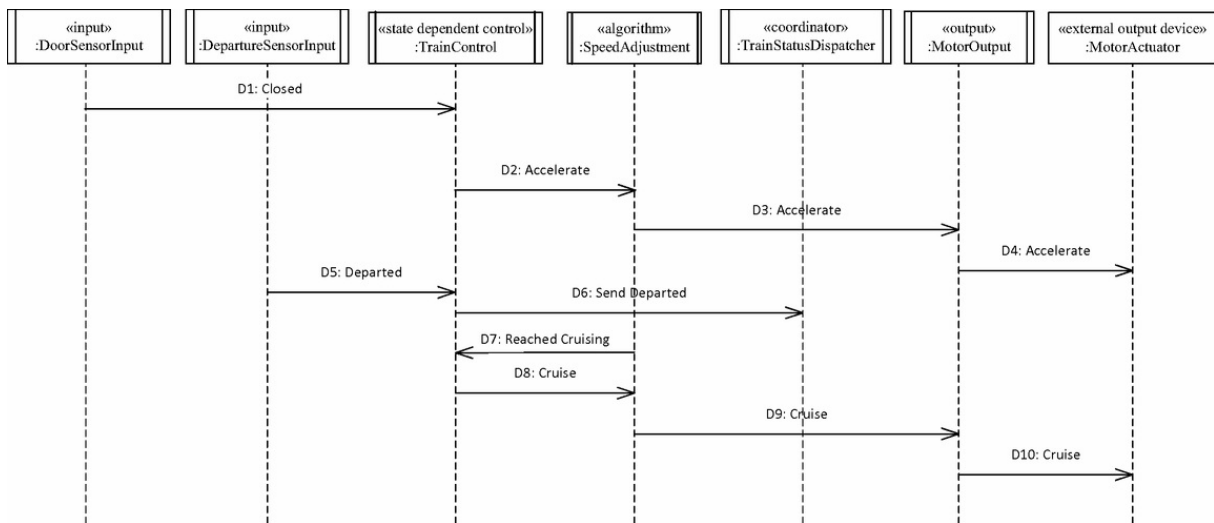 «input»
:DoorSensorInput
«input»
:DepartureSensorInput
«state dependent control»
:TrainControl
«algorithm»
:SpeedAdjustment
«coordinator»
:TrainStatusDispatcher
«output»
:MotorOutput
«external output device»
:MotorActuator
D1: Closed
D2: Accelerate
D3: Accelerate
D4: Accelerate
D5: Departed
D6: Send Departed
D7: Reached Cruising
D8: Cruise
D9: Cruise
D10: Cruise